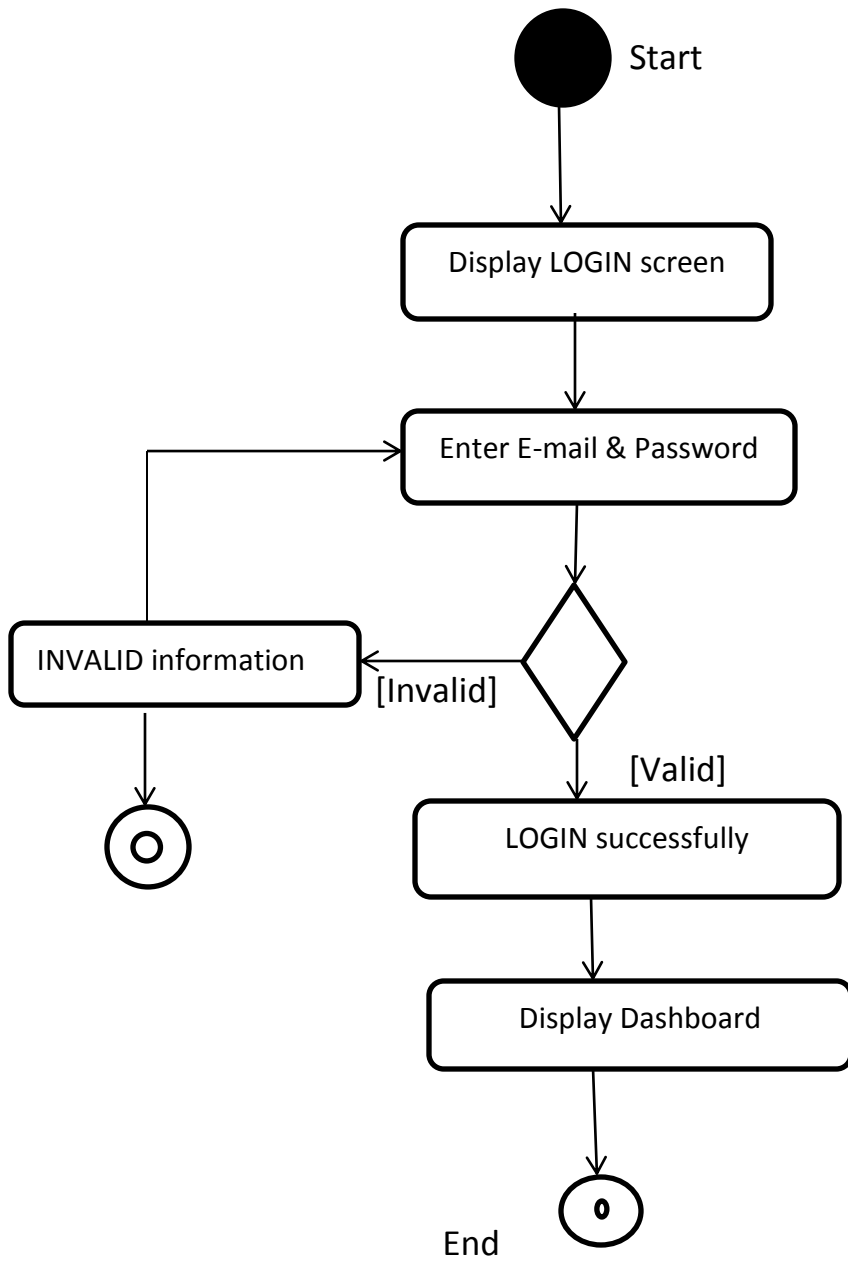 Start
Display LOGIN screen
Enter E-mail & Password
INVALID information
[Invalid]
[Valid]
LOGIN successfully
Display Dashboard
End